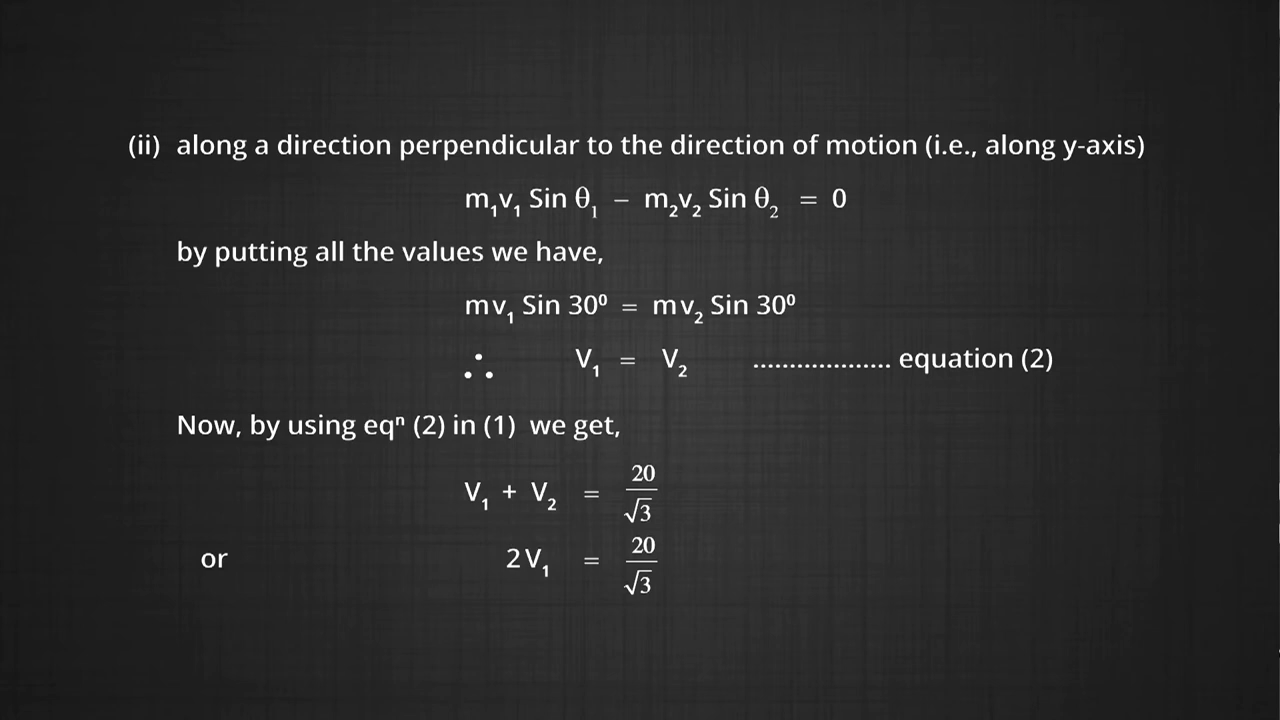 (ii) along a direction perpendicular to the direction of motion (i.e., along y-axis)
m₁v₁ Sin θ₁ – m₂v₂ Sin θ₂ = 0
by putting all the values we have,
mv₁ Sin 30⁰ = mv₂ Sin 30⁰
∴ V₁ = V₂ ................... equation (2)
Now, by using eqⁿ (2) in (1) we get,
V₁ + V₂ = 20/√3
or 2V₁ = 20/√3